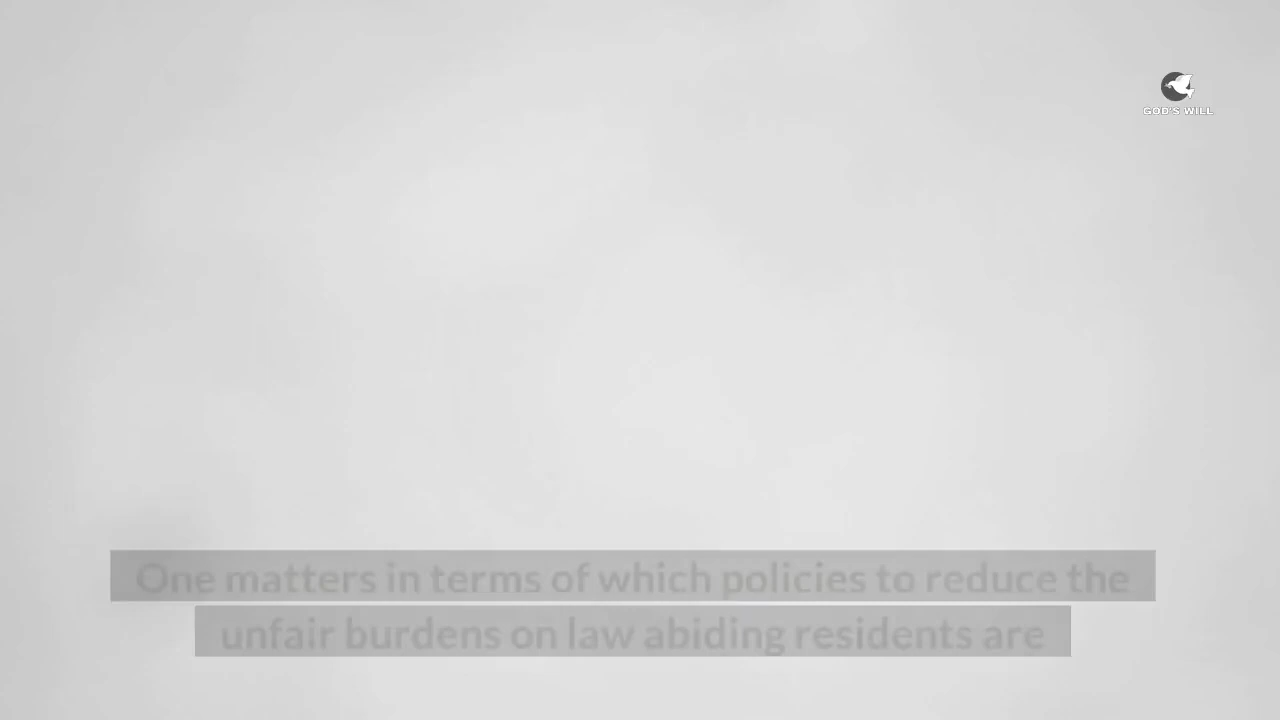 GOD'S WILL
One matters in terms of which policies to reduce the
unfair burdens on law abiding residents are